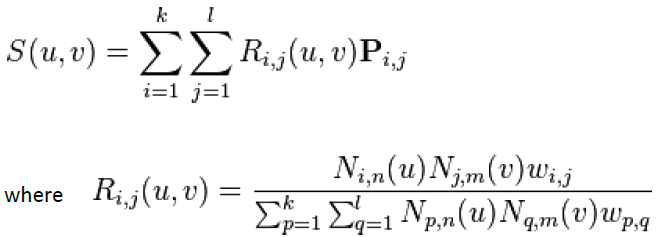 S(u, v) = \sum_{i=1}^{k} \sum_{j=1}^{l} R_{i,j}(u, v) \mathbf{P}_{i,j}
where R_{i,j}(u, v) = \frac{N_{i,n}(u) N_{j,m}(v) w_{i,j}}{\sum_{p=1}^{k} \sum_{q=1}^{l} N_{p,n}(u) N_{q,m}(v) w_{p,q}}